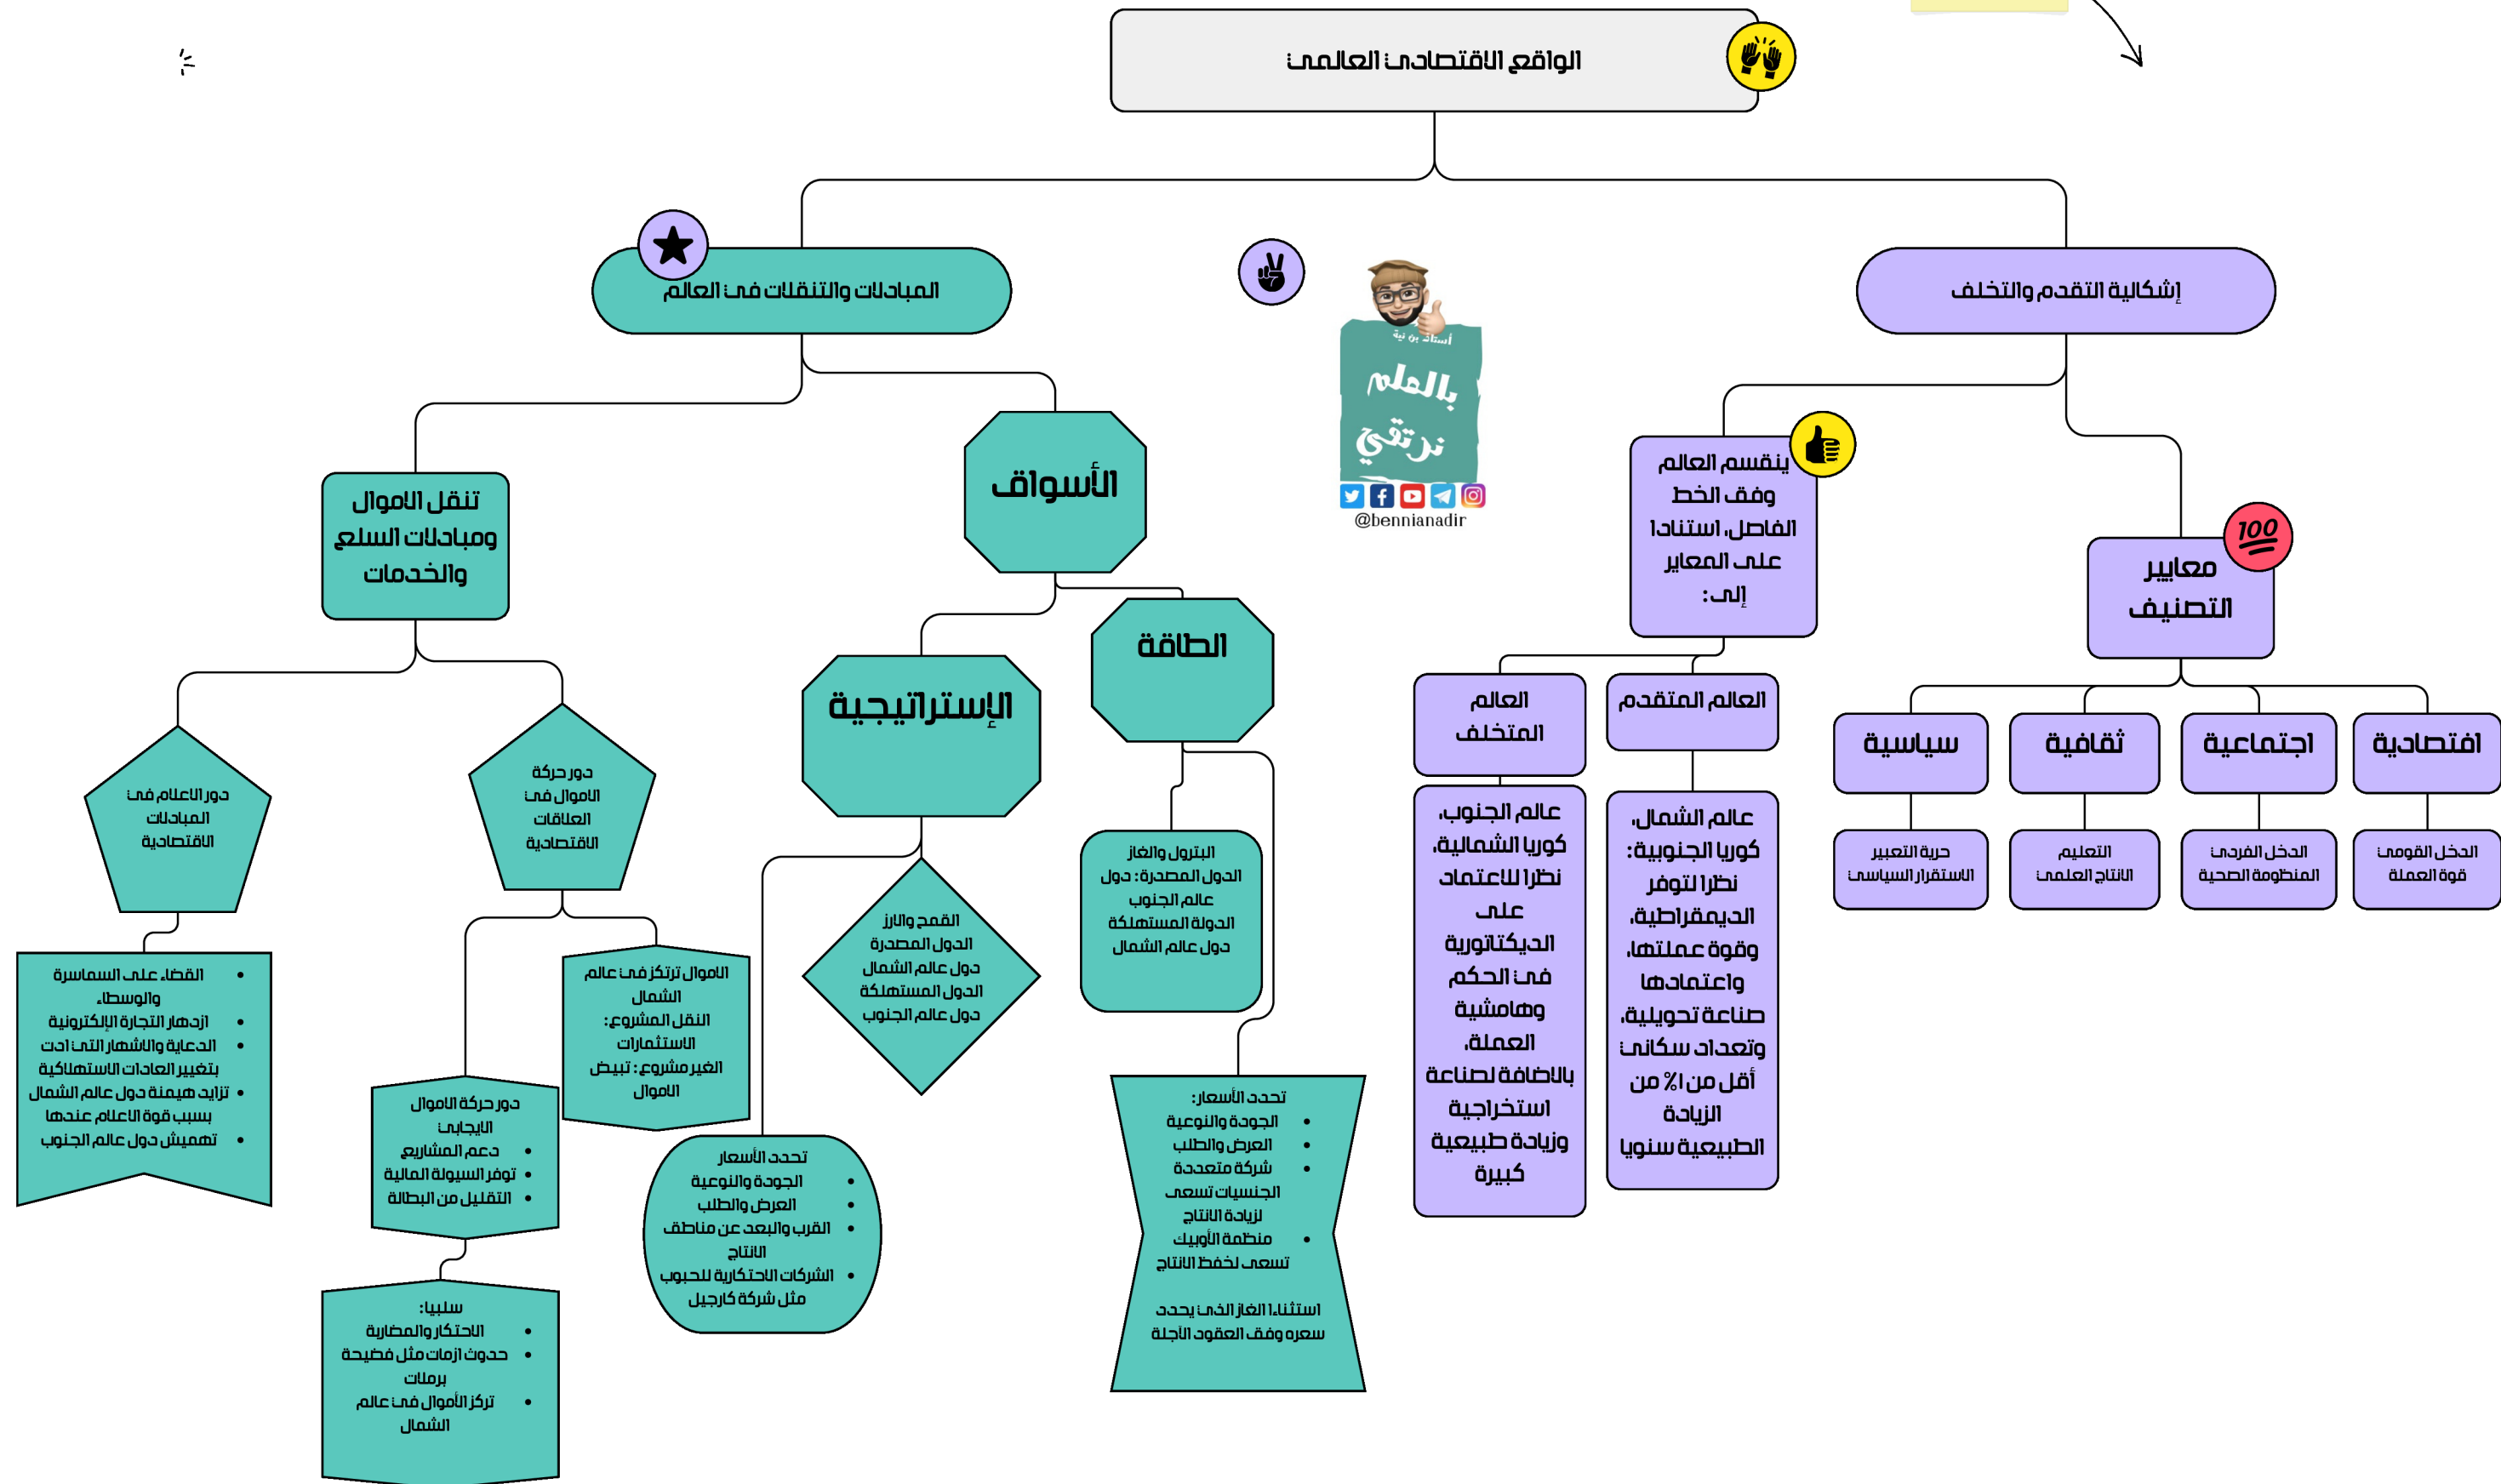 الواقع الاقتصادي العالمي
إشكالية التقدم والتخلف
معايير
التصنيف
افتصادية
الدخل القومي
قوة العملة
اجتماعية
الدخل الفردي
المنظومة الصحية
ثقافية
التعليم
الانتاج العلمي
سياسية
حرية التعبير
الاستقرار السياسي
ينقسم العالم
وفق الخط
الفاصل، استنادا
على المعاير
إلى:
العالم المتقدم
عالم الشمال،
كوريا الجنوبية:
نظرا لتوفر
الديمقراطية،
وقوة عملتها،
واعتمادها
صناعة تحويلية،
وتعداد سكاني
أقل من 1% من
الزيادة
الطبيعية سنويا
العالم
المتخلف
عالم الجنوب،
كوريا الشمالية،
نظرا للاعتماد
على
الديكتاتورية
في الحكم
وهامشية
العملة،
بالاضافة لصناعة
استخراجية
وزيادة طبيعية
كبيرة
أستاذ بن نية
بالعلم
نرتقي
@bennianadir
المبادلات والتنقلات في العالم
الأسواق
الطاقة
البترول والغاز
الدول المصدرة: دول
عالم الجنوب
الدولة المستهلكة
دول عالم الشمال
تحدد الأسعار:
• الجودة والنوعية
• العرض والطلب
• شركة متعددة
الجنسيات تسعى
لزيادة الانتاج
• منظمة الأوبيك
تسعى لخفظ الانتاج
استثناءا الغاز الذي يحدد
سعره وفق العقود الآجلة
الإستراتيجية
القمح والارز
الدول المصدرة
دول عالم الشمال
الدول المستهلكة
دول عالم الجنوب
تحدد الأسعار
• الجودة والنوعية
• العرض والطلب
• القرب والبعد عن مناطق
الانتاج
• الشركات الاحتكارية للحبوب
مثل شركة كارجيل
تنقل الاموال
ومبادلات السلع
والخدمات
دور حركة
الاموال في
العلاقات
الاقتصادية
الاموال ترتكز في عالم
الشمال
النقل المشروع:
الاستثمارات
الغير مشروع: تبيض
الاموال
دور حركة الاموال
الايجابي
• دعم المشاريع
• توفر السيولة المالية
• التقليل من البطالة
سلبيا:
• الاحتكار والمضاربة
• حدوث ازمات مثل فضيحة
برملات
• تركز الأموال في عالم
الشمال
دور الاعلام في
المبادلات
الاقتصادية
• القضاء على السماسرة
والوسطاء
• ازدهار التجارة الإلكترونية
• الدعاية والاشهار التي ادت
بتغيير العادات الاستهلاكية
• تزايد هيمنة دول عالم الشمال
بسبب قوة الاعلام عندها
• تهميش دول عالم الجنوب
100